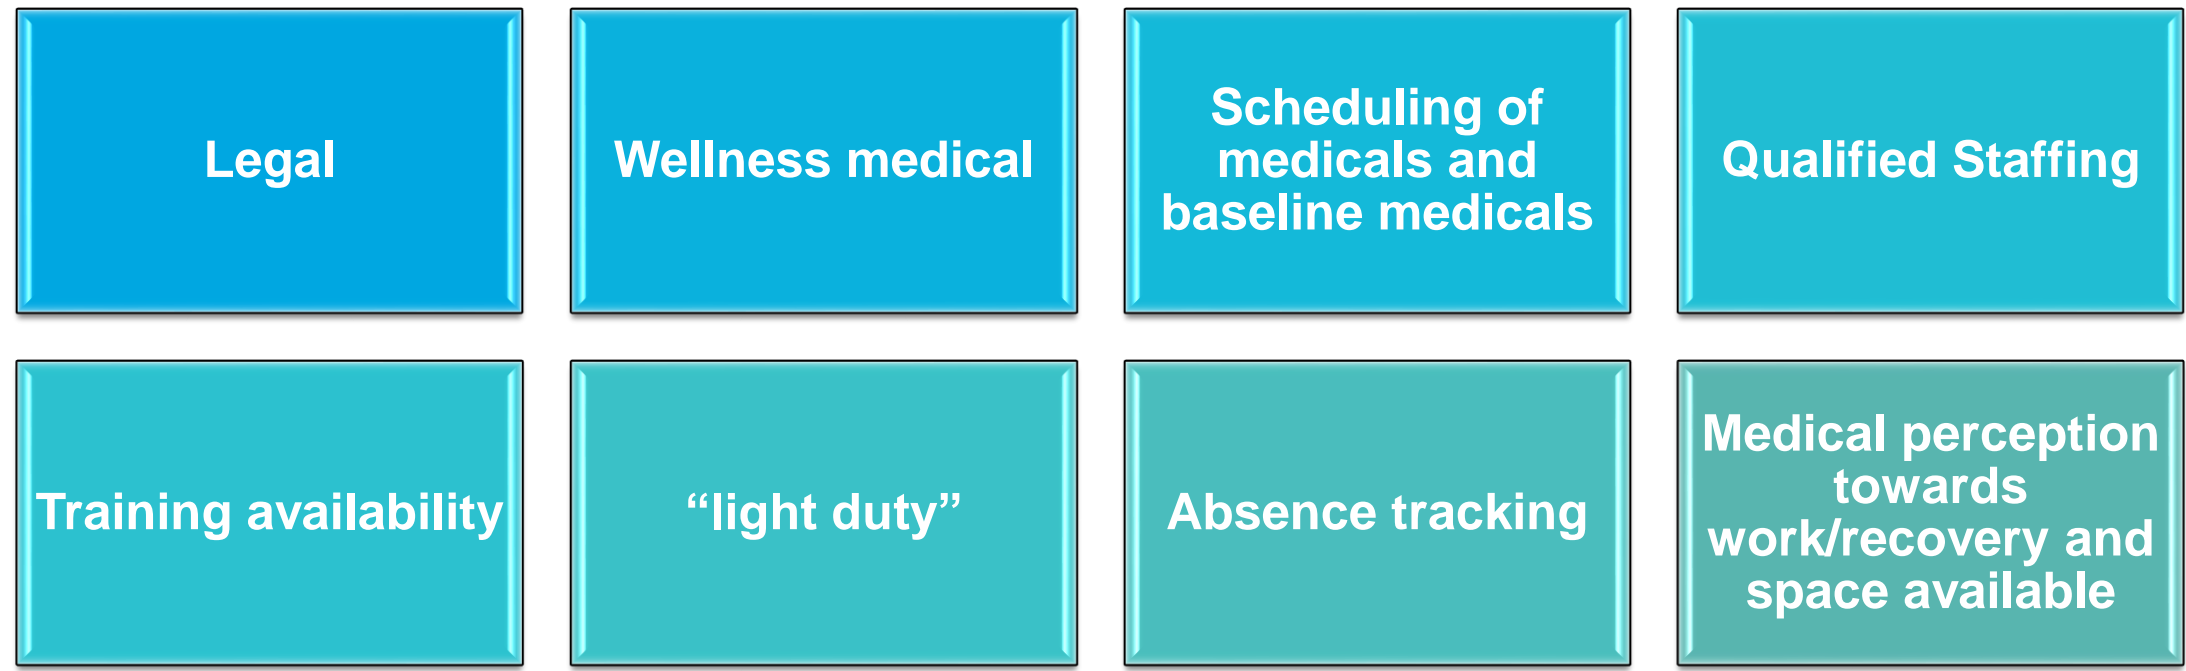 Legal
Wellness medical
Scheduling of
medicals and
baseline medicals
Qualified Staffing
Training availability
“light duty”
Absence tracking
Medical perception
towards
work/recovery and
space available